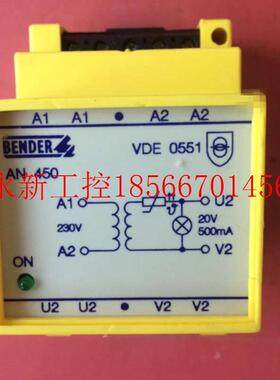 A1 A1 A2 A2
BENDER
VDE 0551
AN 450
永新工控18566701456
A1 U2
20V
500mA
230V
A2 V2
ON
U2 U2 V2 V2